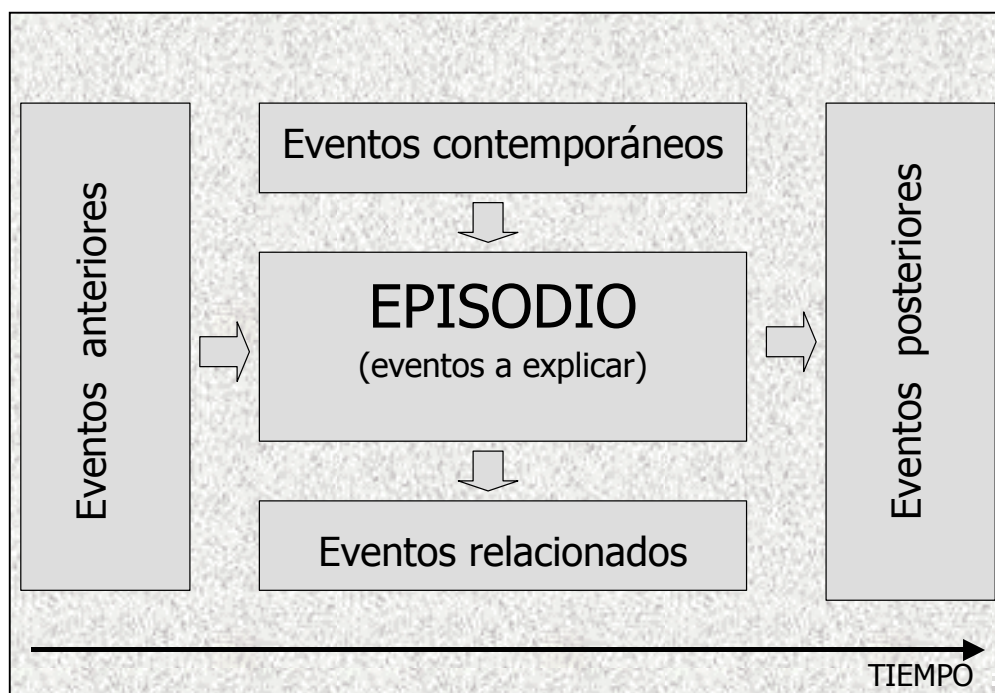 Eventos anteriores
Eventos contemporáneos
EPISODIO
(eventos a explicar)
Eventos relacionados
Eventos posteriores
TIEMPO